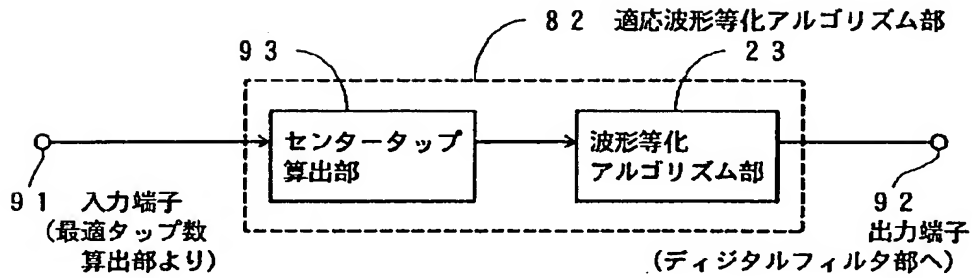 82 適応波形等化アルゴリズム部
93
23
センタータップ
算出部
波形等化
アルゴリズム部
91 入力端子
(最適タップ数
算出部より)
92
出力端子
(ディジタルフィルタ部へ)